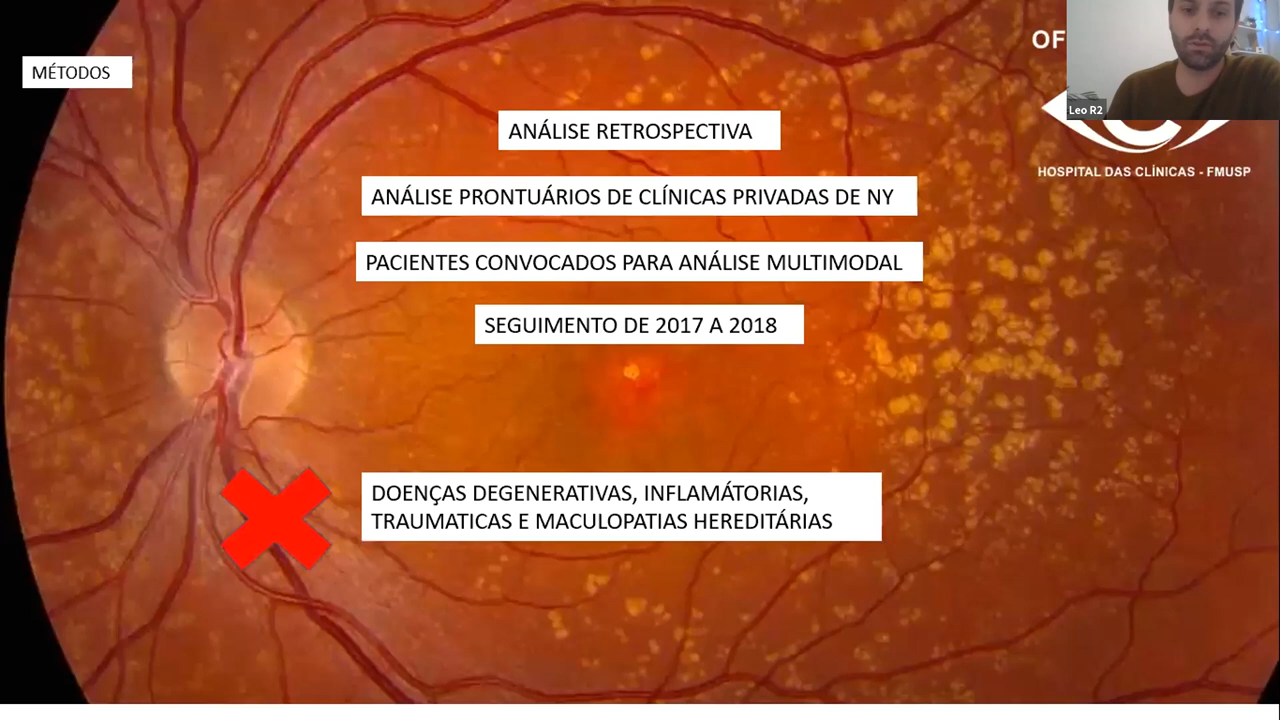 MÉTODOS
OF
Leo R2
HOSPITAL DAS CLÍNICAS - FMUSP
ANÁLISE RETROSPECTIVA
ANÁLISE PRONTUÁRIOS DE CLÍNICAS PRIVADAS DE NY
PACIENTES CONVOCADOS PARA ANÁLISE MULTIMODAL
SEGUIMENTO DE 2017 A 2018
DOENÇAS DEGENERATIVAS, INFLAMÁTORIAS,
TRAUMATICAS E MACULOPATIAS HEREDITÁRIAS